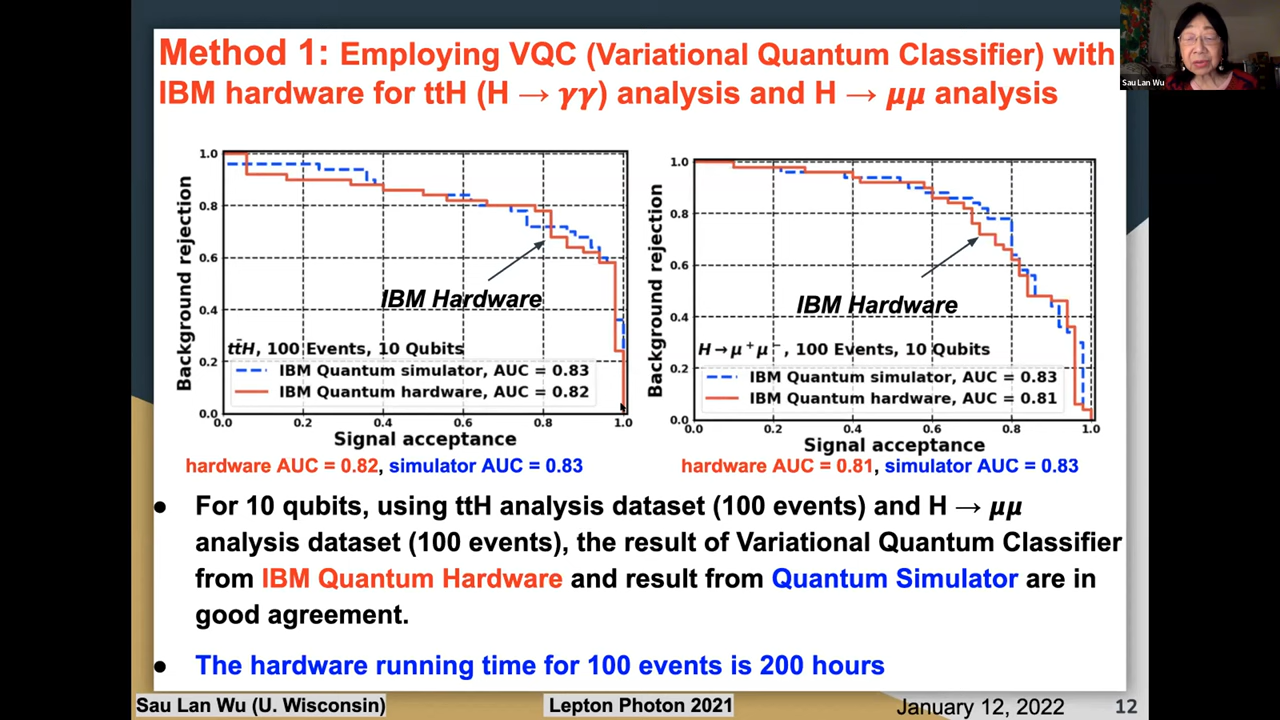 Method 1: Employing VQC (Variational Quantum Classifier) with
IBM hardware for ttH (H → γγ) analysis and H → μμ analysis
Sau Lan Wu
1.0
0.8
0.6
0.4
0.2
0.0
Background rejection
IBM Hardware
tt̄H, 100 Events, 10 Qubits
IBM Quantum simulator, AUC = 0.83
IBM Quantum hardware, AUC = 0.82
0.0 0.2 0.4 0.6 0.8 1.0
Signal acceptance
hardware AUC = 0.82, simulator AUC = 0.83
1.0
0.8
0.6
0.4
0.2
0.0
Background rejection
IBM Hardware
H→μ⁺μ⁻, 100 Events, 10 Qubits
IBM Quantum simulator, AUC = 0.83
IBM Quantum hardware, AUC = 0.81
0.0 0.2 0.4 0.6 0.8 1.0
Signal acceptance
hardware AUC = 0.81, simulator AUC = 0.83
● For 10 qubits, using ttH analysis dataset (100 events) and H → μμ
analysis dataset (100 events), the result of Variational Quantum Classifier
from IBM Quantum Hardware and result from Quantum Simulator are in
good agreement.
● The hardware running time for 100 events is 200 hours
Sau Lan Wu (U. Wisconsin)
Lepton Photon 2021
January 12, 2022
12